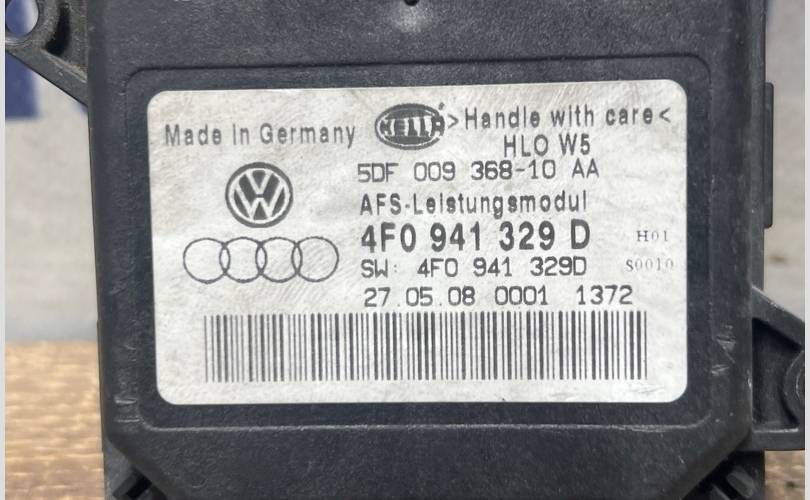 Made in Germany
HELLA
>Handle with care<
HLO W5
5DF 009 368-10 AA
VW
AFS-Leistungsmodul
4F0 941 329 D
H01
SW: 4F0 941 329D
S0010
27.05.08 0001 1372